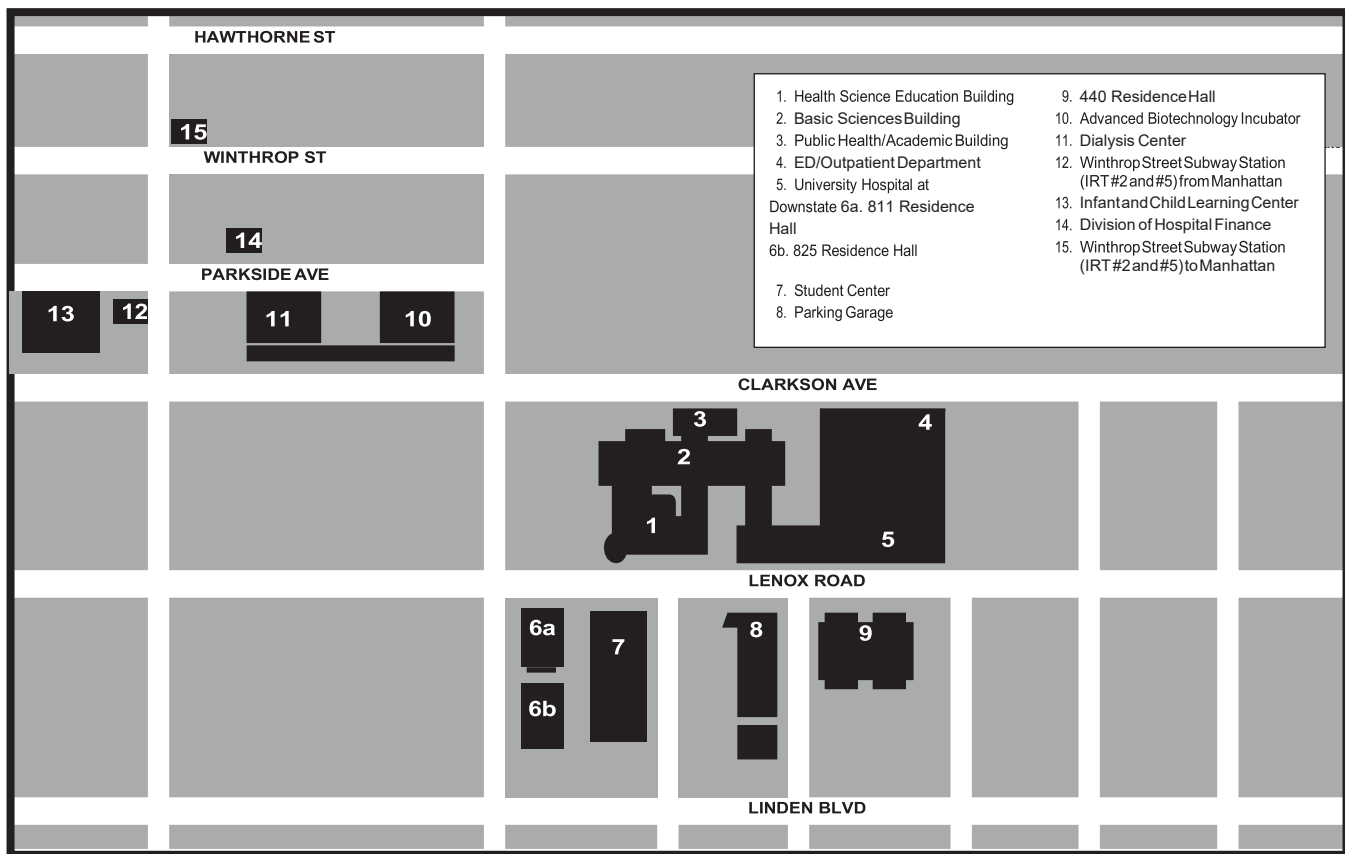 HAWTHORNE ST
1. Health Science Education Building
2. Basic Sciences Building
3. Public Health/Academic Building
4. ED/Outpatient Department
5. University Hospital at
Downstate 6a. 811 Residence
Hall
6b. 825 Residence Hall
7. Student Center
8. Parking Garage
9. 440 Residence Hall
10. Advanced Biotechnology Incubator
11. Dialysis Center
12. Winthrop Street Subway Station
(IRT #2 and #5) from Manhattan
13. Infant and Child Learning Center
14. Division of Hospital Finance
15. Winthrop Street Subway Station
(IRT #2 and #5) to Manhattan
15
WINTHROP ST
14
PARKSIDE AVE
13
12
11
10
CLARKSON AVE
3
4
2
1
5
LENOX ROAD
6a
7
8
9
6b
LINDEN BLVD